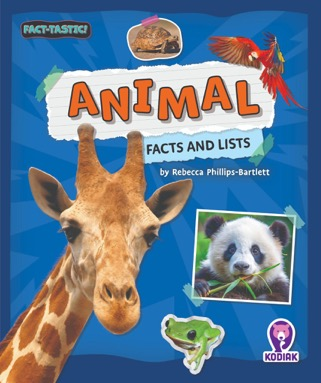 FACT-TASTIC!
ANIMAL
FACTS AND LISTS
by Rebecca Phillips-Bartlett
KODIAK